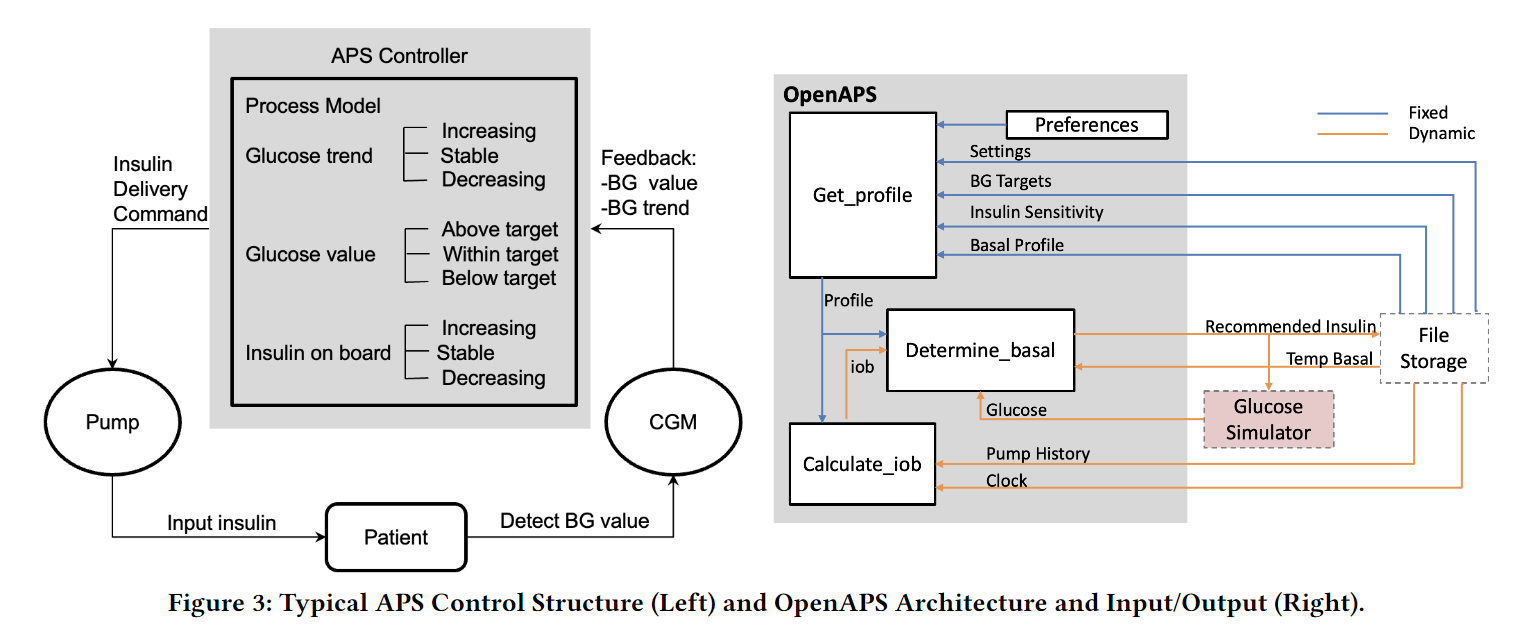 APS Controller
Process Model
Glucose trend
Increasing
Stable
Decreasing
Glucose value
Above target
Within target
Below target
Insulin on board
Increasing
Stable
Decreasing
Insulin
Delivery
Command
Feedback:
-BG value
-BG trend
Pump
CGM
Input insulin
Patient
Detect BG value
OpenAPS
Get_profile
Preferences
Settings
BG Targets
Insulin Sensitivity
Basal Profile
Fixed
Dynamic
Profile
iob
Determine_basal
Recommended Insulin
Temp Basal
File
Storage
Glucose
Glucose
Simulator
Calculate_iob
Pump History
Clock
Figure 3: Typical APS Control Structure (Left) and OpenAPS Architecture and Input/Output (Right).